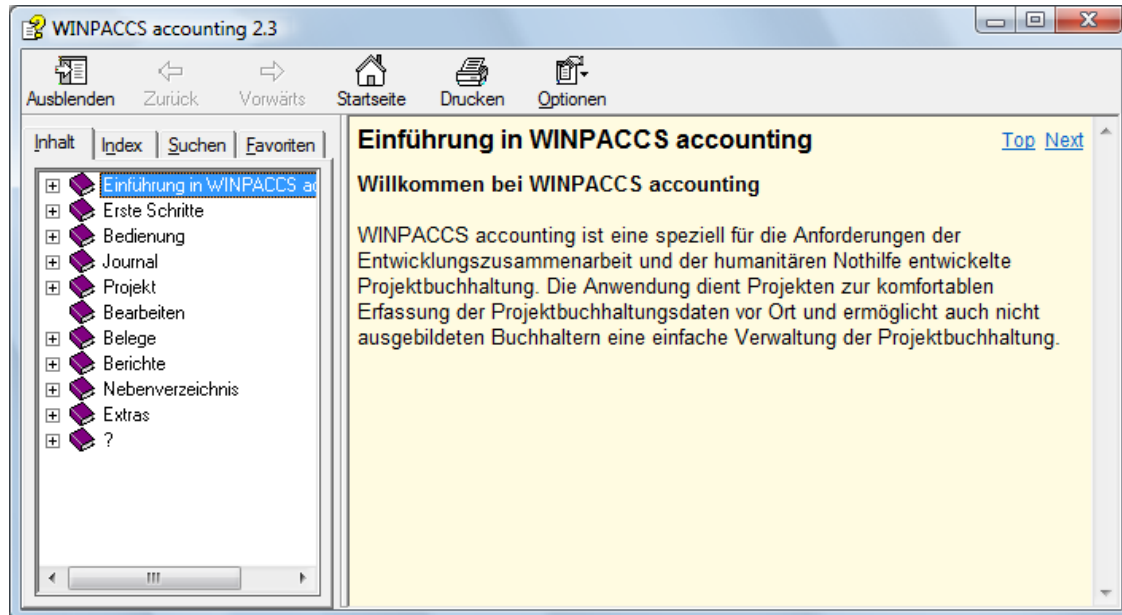 WINPACCS accounting 2.3
Ausblenden Zurück Vorwärts Startseite Drucken Optionen
Inhalt Index Suchen Favoriten
Einführung in WINPACCS
Erste Schritte
Bedienung
Journal
Projekt
Bearbeiten
Belege
Berichte
Nebenverzeichnis
Extras
?
Einführung in WINPACCS accounting Top Next
Willkommen bei WINPACCS accounting
WINPACCS accounting ist eine speziell für die Anforderungen der
Entwicklungszusammenarbeit und der humanitären Nothilfe entwickelte
Projektbuchhaltung. Die Anwendung dient Projekten zur komfortablen
Erfassung der Projektbuchhaltungsdaten vor Ort und ermöglicht auch nicht
ausgebildeten Buchhaltern eine einfache Verwaltung der Projektbuchhaltung.